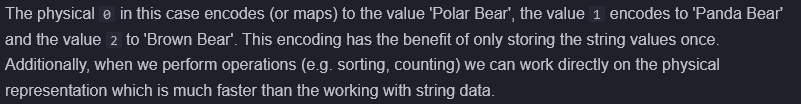 The physical 0 in this case encodes (or maps) to the value 'Polar Bear', the value 1 encodes to 'Panda Bear'
and the value 2 to 'Brown Bear'. This encoding has the benefit of only storing the string values once.
Additionally, when we perform operations (e.g. sorting, counting) we can work directly on the physical
representation which is much faster than the working with string data.